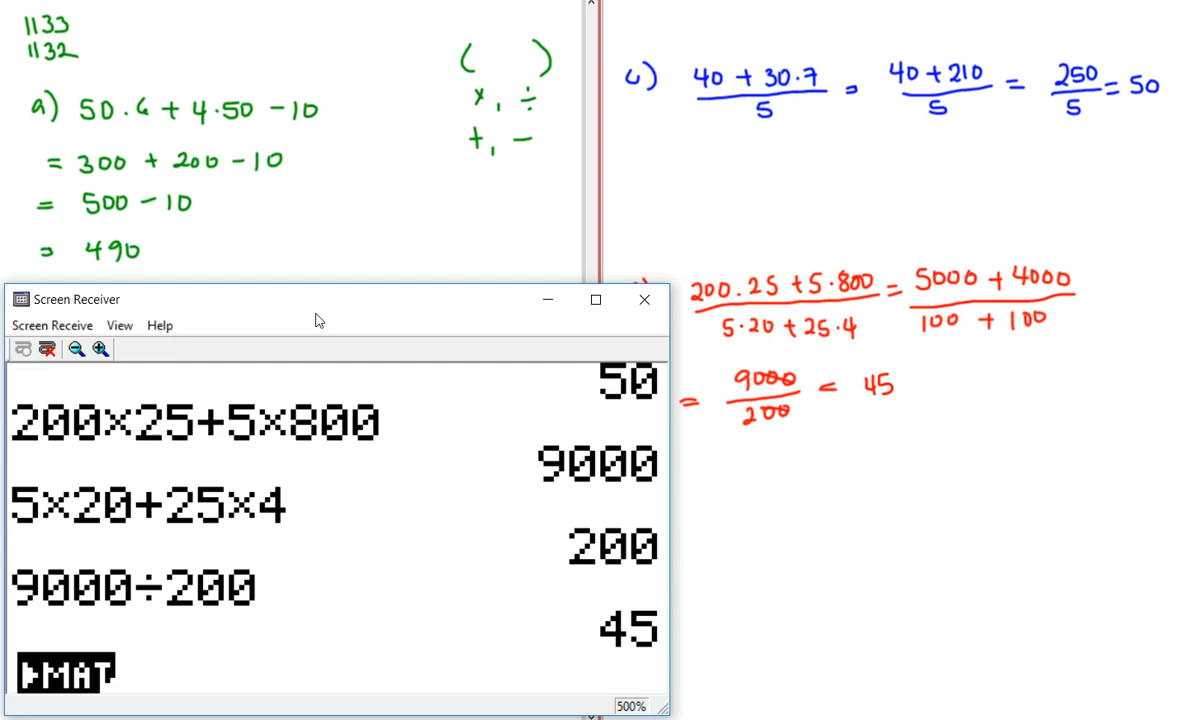 1133
1132
a) 50.6 + 4.50 - 10
= 300 + 200 - 10
= 500 - 10
= 490
( )
×, ÷
+, -
c) (40 + 30.7)/5 = (40 + 210)/5 = 250/5 = 50
(200.25 + 5.800)/(5.20 + 25.4) = (5000 + 4000)/(100 + 100)
= 9000/200 = 45
Screen Receiver
Screen Receive View Help
50
200×25+5×800
9000
5×20+25×4
200
9000÷200
45
▶MAT
500%